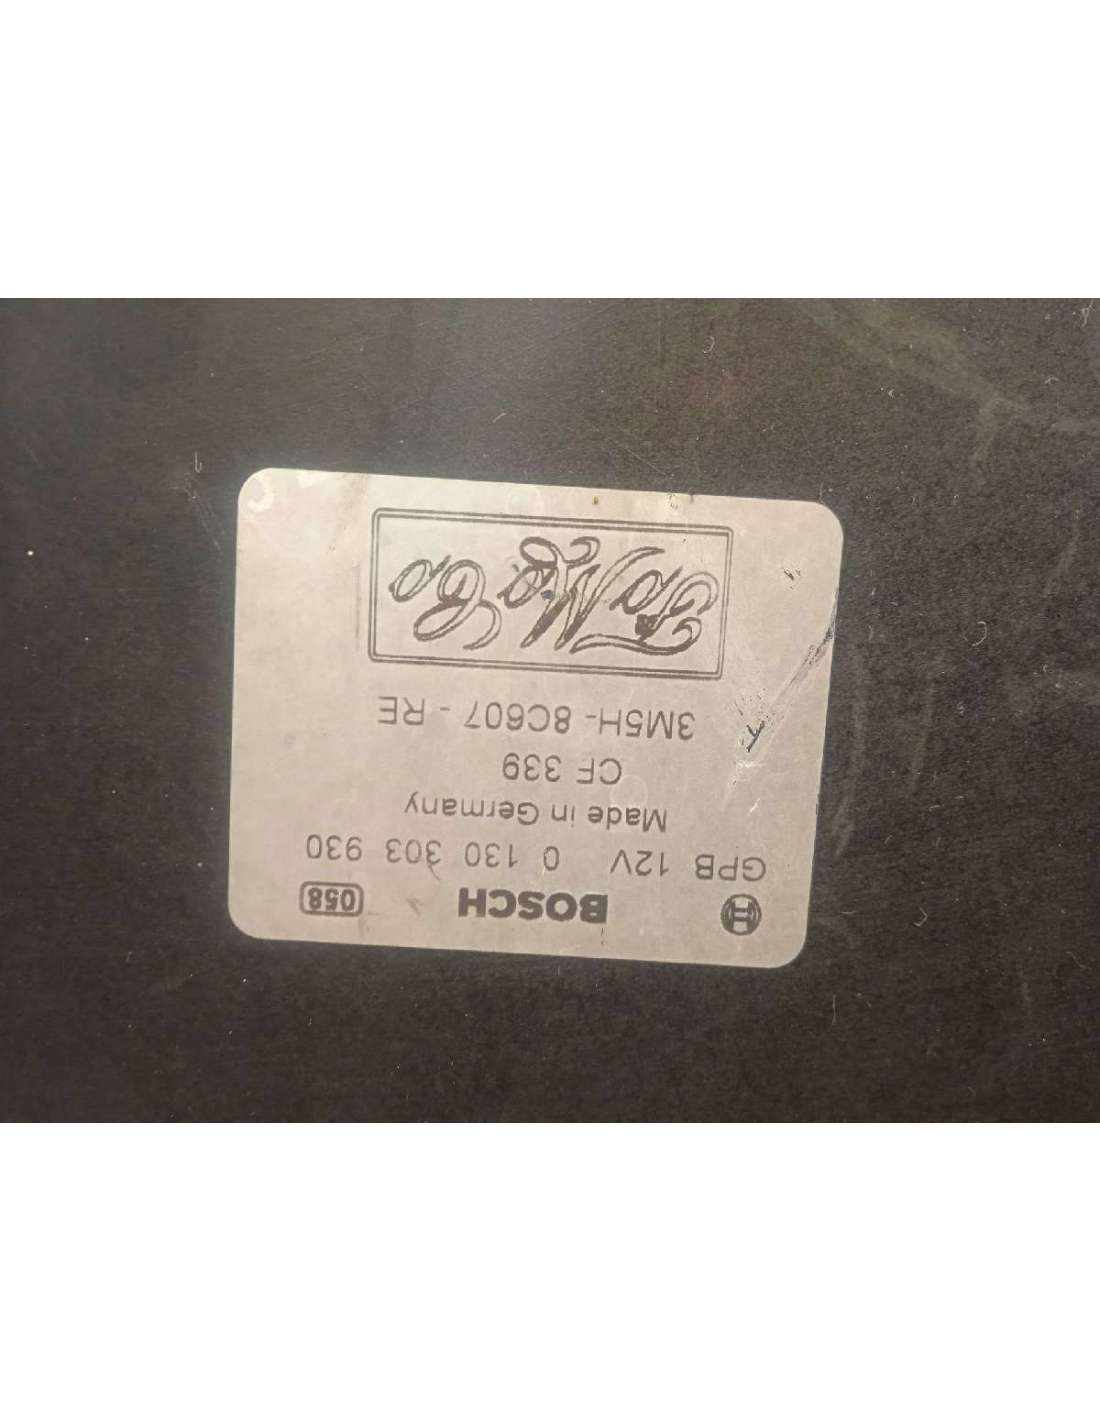 BOSCH 058
GPB 12V 0 130 303 930
Made in Germany
CF 339
3M5H- 8C607 - RE
FoMoCo